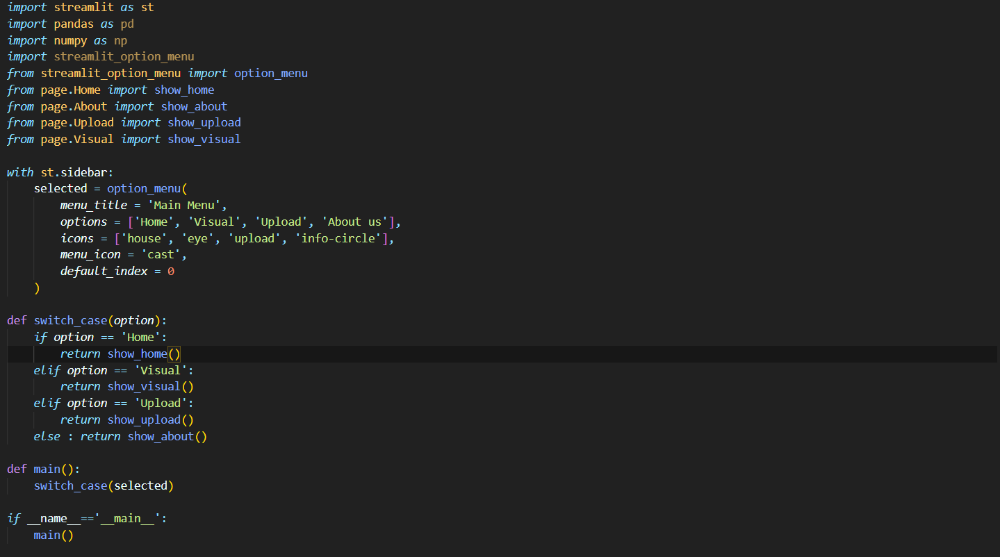 import streamlit as st
import pandas as pd
import numpy as np
import streamlit_option_menu
from streamlit_option_menu import option_menu
from page.Home import show_home
from page.About import show_about
from page.Upload import show_upload
from page.Visual import show_visual

with st.sidebar:
    selected = option_menu(
        menu_title = 'Main Menu',
        options = ['Home', 'Visual', 'Upload', 'About us'],
        icons = ['house', 'eye', 'upload', 'info-circle'],
        menu_icon = 'cast',
        default_index = 0
    )

def switch_case(option):
    if option == 'Home':
        return show_home()
    elif option == 'Visual':
        return show_visual()
    elif option == 'Upload':
        return show_upload()
    else : return show_about()

def main():
    switch_case(selected)

if __name__=='__main__':
    main()